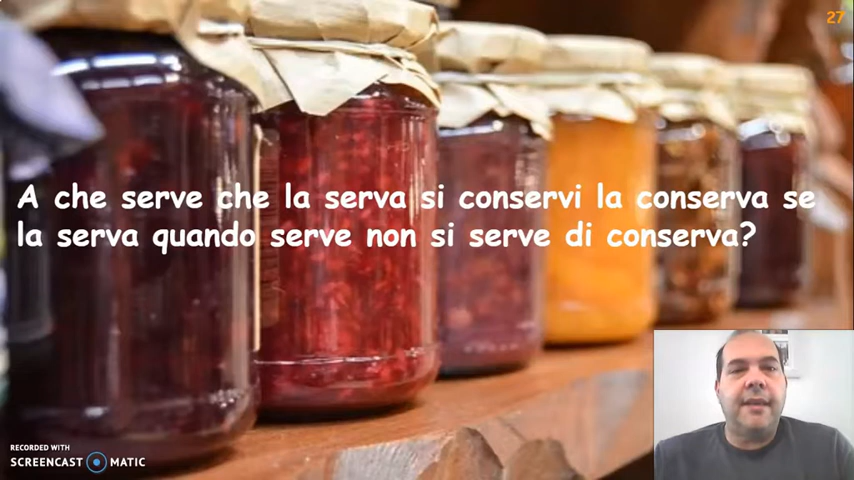 27
A che serve che la serva si conservi la conserva se
la serva quando serve non si serve di conserva?
RECORDED WITH
SCREENCAST MATIC